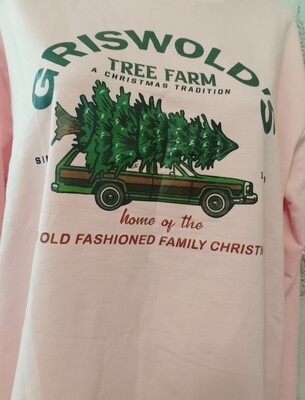 GRISWOLD'S
TREE FARM
A CHRISTMAS TRADITION
home of the
OLD FASHIONED FAMILY